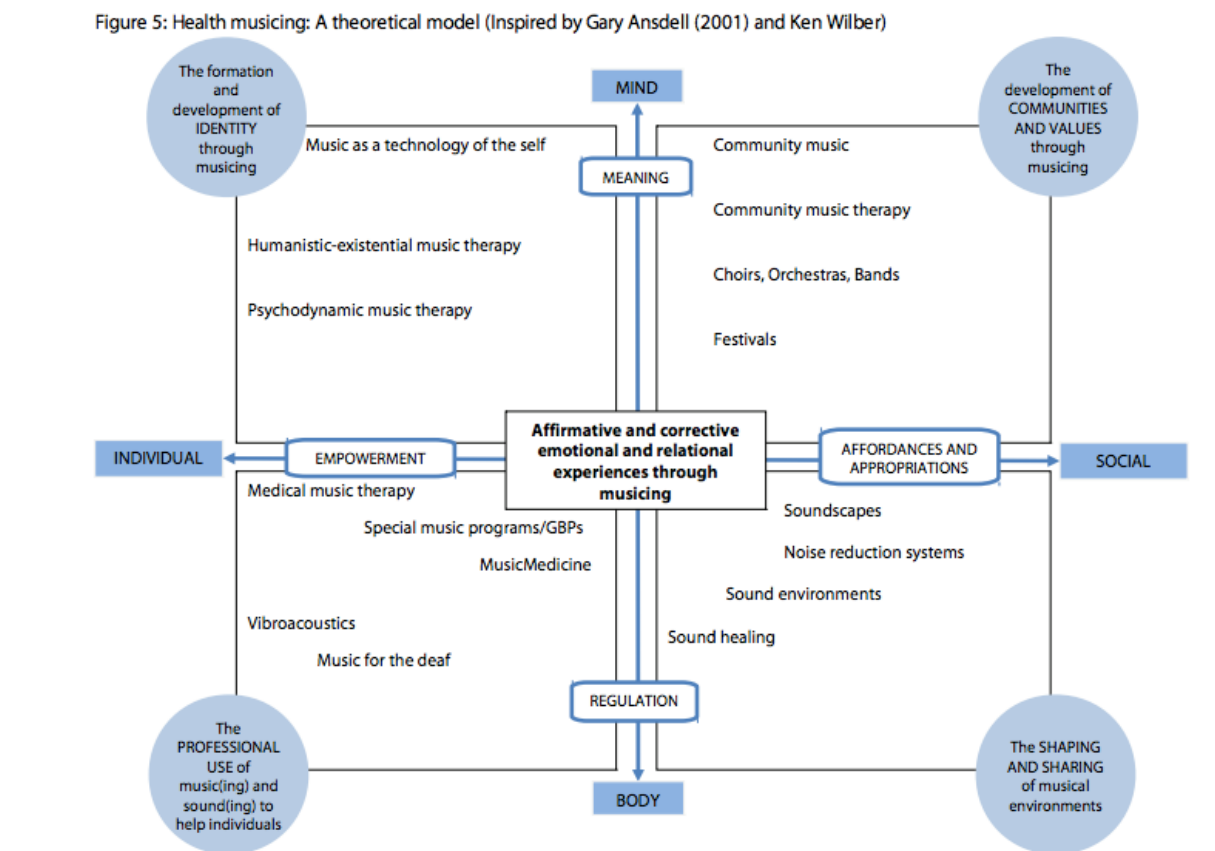 Figure 5: Health musicing: A theoretical model (Inspired by Gary Ansdell (2001) and Ken Wilber)
The formation
and
development of
IDENTITY
through
musicing
MIND
The
development of
COMMUNITIES
AND VALUES
through
musicing
Music as a technology of the self
Community music
MEANING
Community music therapy
Humanistic-existential music therapy
Choirs, Orchestras, Bands
Psychodynamic music therapy
Festivals
INDIVIDUAL
EMPOWERMENT
Affirmative and corrective
emotional and relational
experiences through
musicing
AFFORDANCES AND
APPROPRIATIONS
SOCIAL
Medical music therapy
Special music programs/GBPs
MusicMedicine
Vibroacoustics
Music for the deaf
Soundscapes
Noise reduction systems
Sound environments
Sound healing
REGULATION
The
PROFESSIONAL
USE of
music(ing) and
sound(ing) to
help individuals
BODY
The SHAPING
AND SHARING
of musical
environments